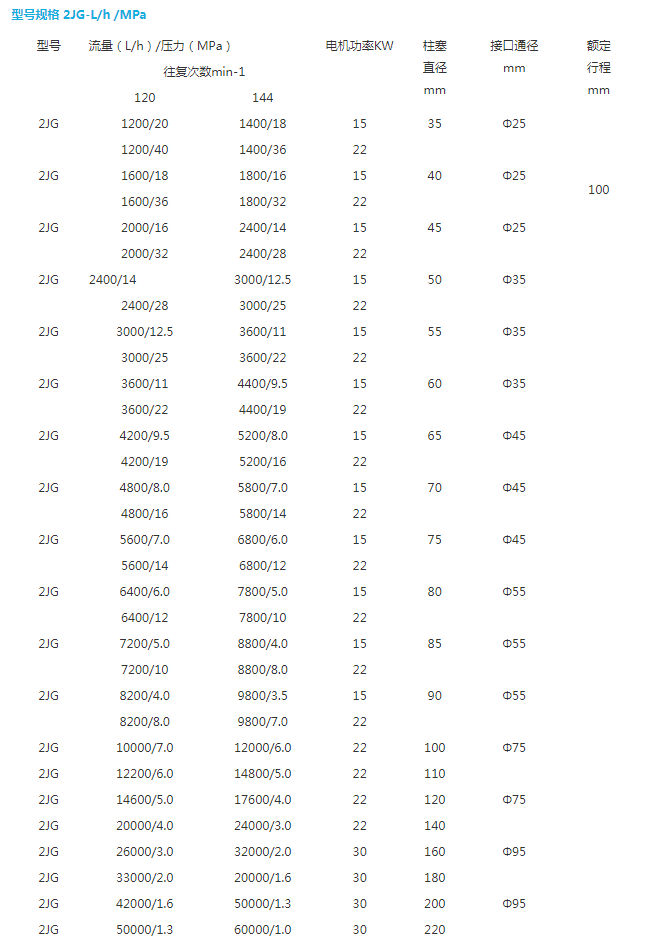 型号规格 2JG-L/h /MPa
型号 流量（L/h）/压力（MPa） 电机功率KW 柱塞 接口通径 额定
直径 mm 行程
往复次数min-1
mm mm
120 144
2JG 1200/20 1400/18 15 35 Φ25
1200/40 1400/36 22
2JG 1600/18 1800/16 15 40 Φ25
100
1600/36 1800/32 22
2JG 2000/16 2400/14 15 45 Φ25
2000/32 2400/28 22
2JG 2400/14 3000/12.5 15 50 Φ35
2400/28 3000/25 22
2JG 3000/12.5 3600/11 15 55 Φ35
3000/25 3600/22 22
2JG 3600/11 4400/9.5 15 60 Φ35
3600/22 4400/19 22
2JG 4200/9.5 5200/8.0 15 65 Φ45
4200/19 5200/16 22
2JG 4800/8.0 5800/7.0 15 70 Φ45
4800/16 5800/14 22
2JG 5600/7.0 6800/6.0 15 75 Φ45
5600/14 6800/12 22
2JG 6400/6.0 7800/5.0 15 80 Φ55
6400/12 7800/10 22
2JG 7200/5.0 8800/4.0 15 85 Φ55
7200/10 8800/8.0 22
2JG 8200/4.0 9800/3.5 15 90 Φ55
8200/8.0 9800/7.0 22
2JG 10000/7.0 12000/6.0 22 100 Φ75
2JG 12200/6.0 14800/5.0 22 110
2JG 14600/5.0 17600/4.0 22 120 Φ75
2JG 20000/4.0 24000/3.0 22 140
2JG 26000/3.0 32000/2.0 30 160 Φ95
2JG 33000/2.0 20000/1.6 30 180
2JG 42000/1.6 50000/1.3 30 200 Φ95
2JG 50000/1.3 60000/1.0 30 220